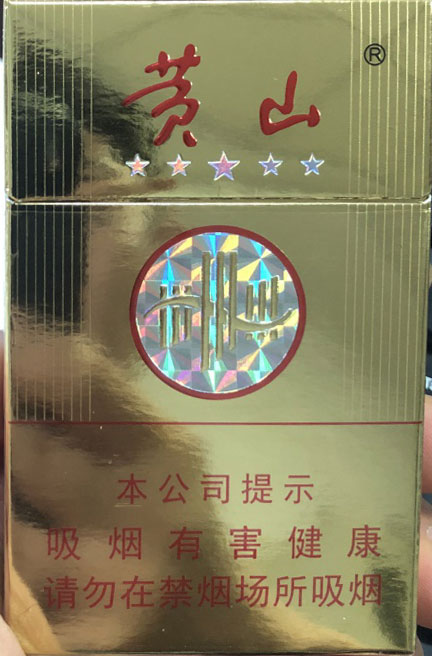 黄山®
本公司提示
吸烟有害健康
请勿在禁烟场所吸烟